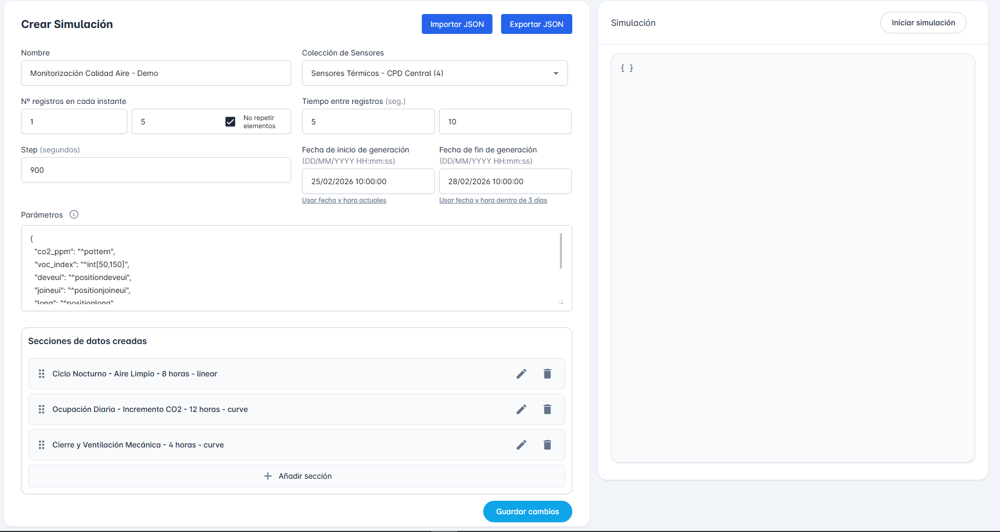 Crear Simulación
Importar JSON
Exportar JSON
Nombre
Colección de Sensores
Monitorización Calidad Aire - Demo
Sensores Térmicos - CPD Central (4)
Nº registros en cada instante
Tiempo entre registros (seg.)
1
5
No repetir
elementos
5
10
Step (segundos)
Fecha de inicio de generación
(DD/MM/YYYY HH:mm:ss)
Fecha de fin de generación
(DD/MM/YYYY HH:mm:ss)
900
25/02/2026 10:00:00
28/02/2026 10:00:00
Usar fecha y hora actuales
Usar fecha y hora dentro de 3 días
Parámetros
{
"co2_ppm": "^pattern",
"voc_index": "^int[50,150]",
"deveui": "^positiondeveui",
"joineui": "^positionjoineui",
"long": "^positionlong"
Secciones de datos creadas
Ciclo Nocturno - Aire Limpio - 8 horas - linear
Ocupación Diaria - Incremento CO2 - 12 horas - curve
Cierre y Ventilación Mecánica - 4 horas - curve
Añadir sección
Guardar cambios
Simulación
Iniciar simulación
{ }